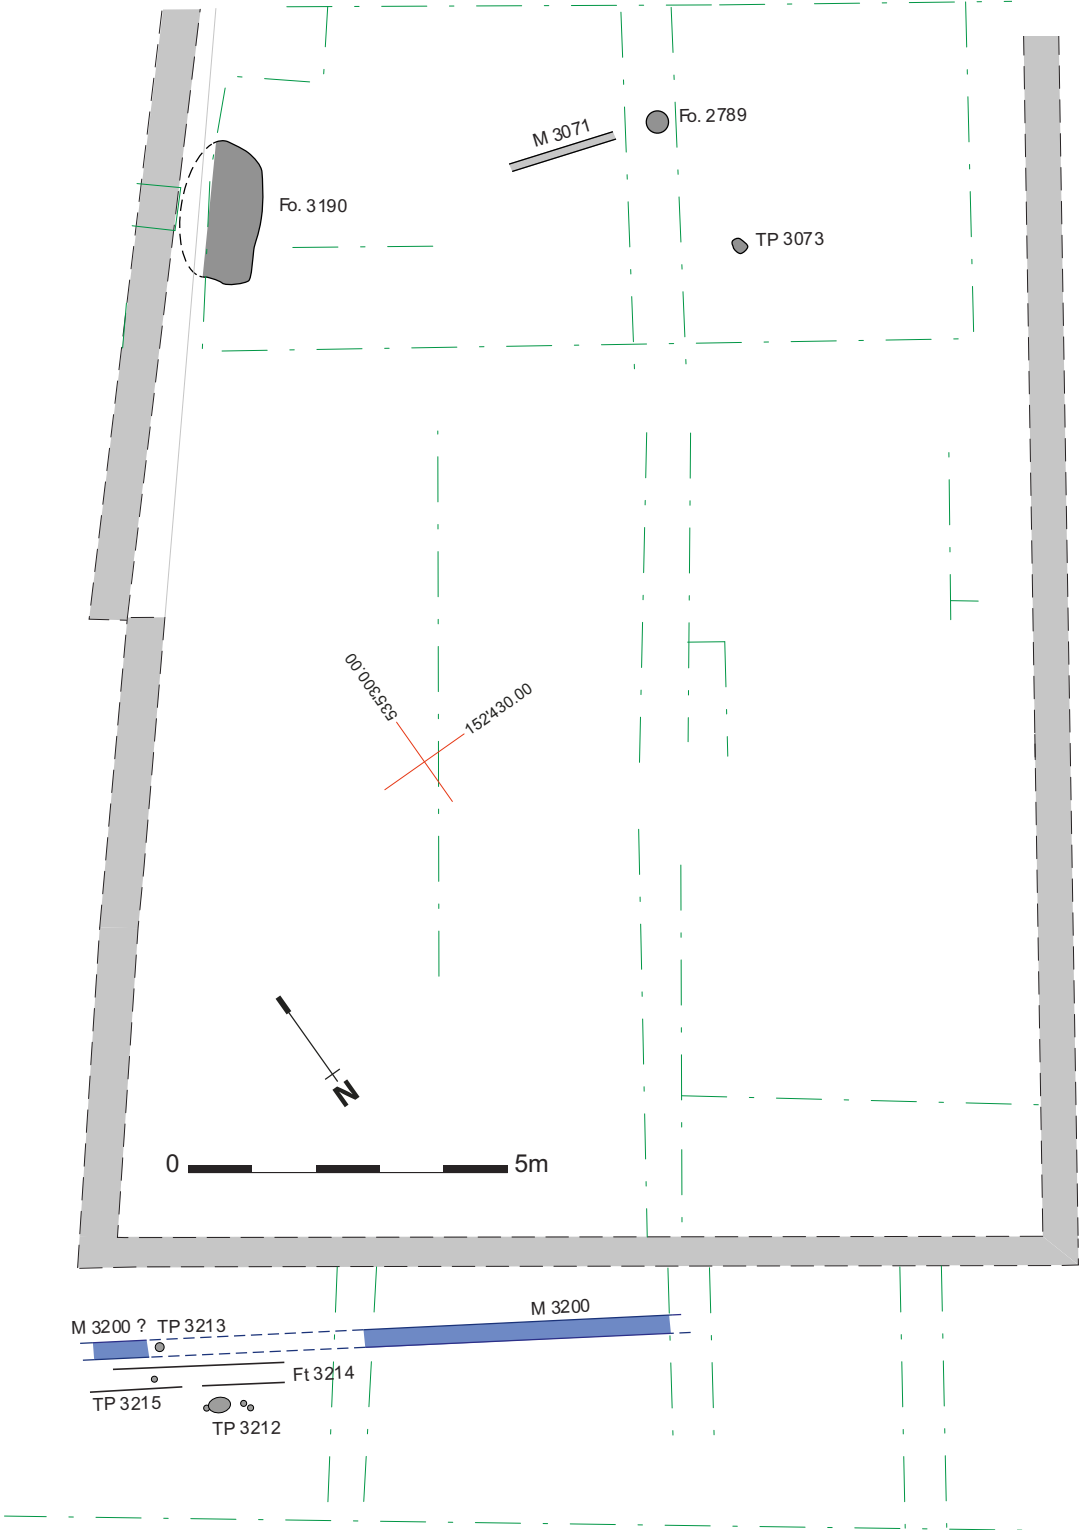 Fo. 2789
M 3071
Fo. 3190
TP 3073
535'300.00
152'430.00
N
0 5m
M 3200
M 3200 ? TP 3213
Ft 3214
TP 3215
TP 3212